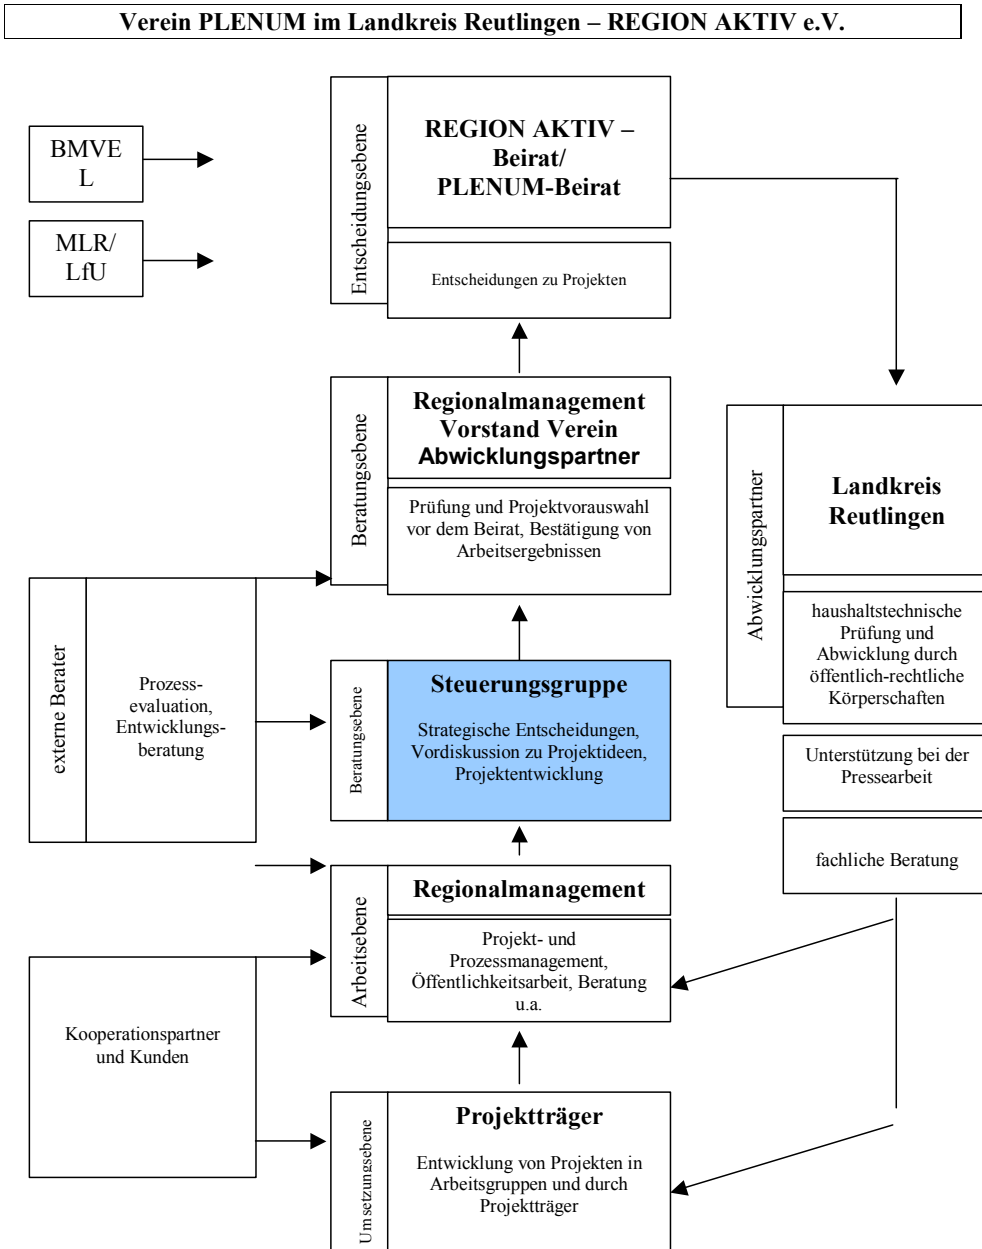 Verein PLENUM im Landkreis Reutlingen – REGION AKTIV e.V.
BMVE
L
MLR/
LfU
Entscheidungsebene
REGION AKTIV –
Beirat/
PLENUM-Beirat
Entscheidungen zu Projekten
Beratungsebene
Regionalmanagement
Vorstand Verein
Abwicklungspartner
Prüfung und Projektvorauswahl
vor dem Beirat, Bestätigung von
Arbeitsergebnissen
Abwicklungspartner
Landkreis
Reutlingen
haushaltstechnische
Prüfung und
Abwicklung durch
öffentlich-rechtliche
Körperschaften
Unterstützung bei der
Pressearbeit
fachliche Beratung
externe Berater
Prozess-
evaluation,
Entwicklungs-
beratung
Beratungsebene
Steuerungsgruppe
Strategische Entscheidungen,
Vordiskussion zu Projektideen,
Projektentwicklung
Arbeitsebene
Regionalmanagement
Projekt- und
Prozessmanagement,
Öffentlichkeitsarbeit, Beratung
u.a.
Kooperationspartner
und Kunden
Umsetzungsebene
Projektträger
Entwicklung von Projekten in
Arbeitsgruppen und durch
Projektträger